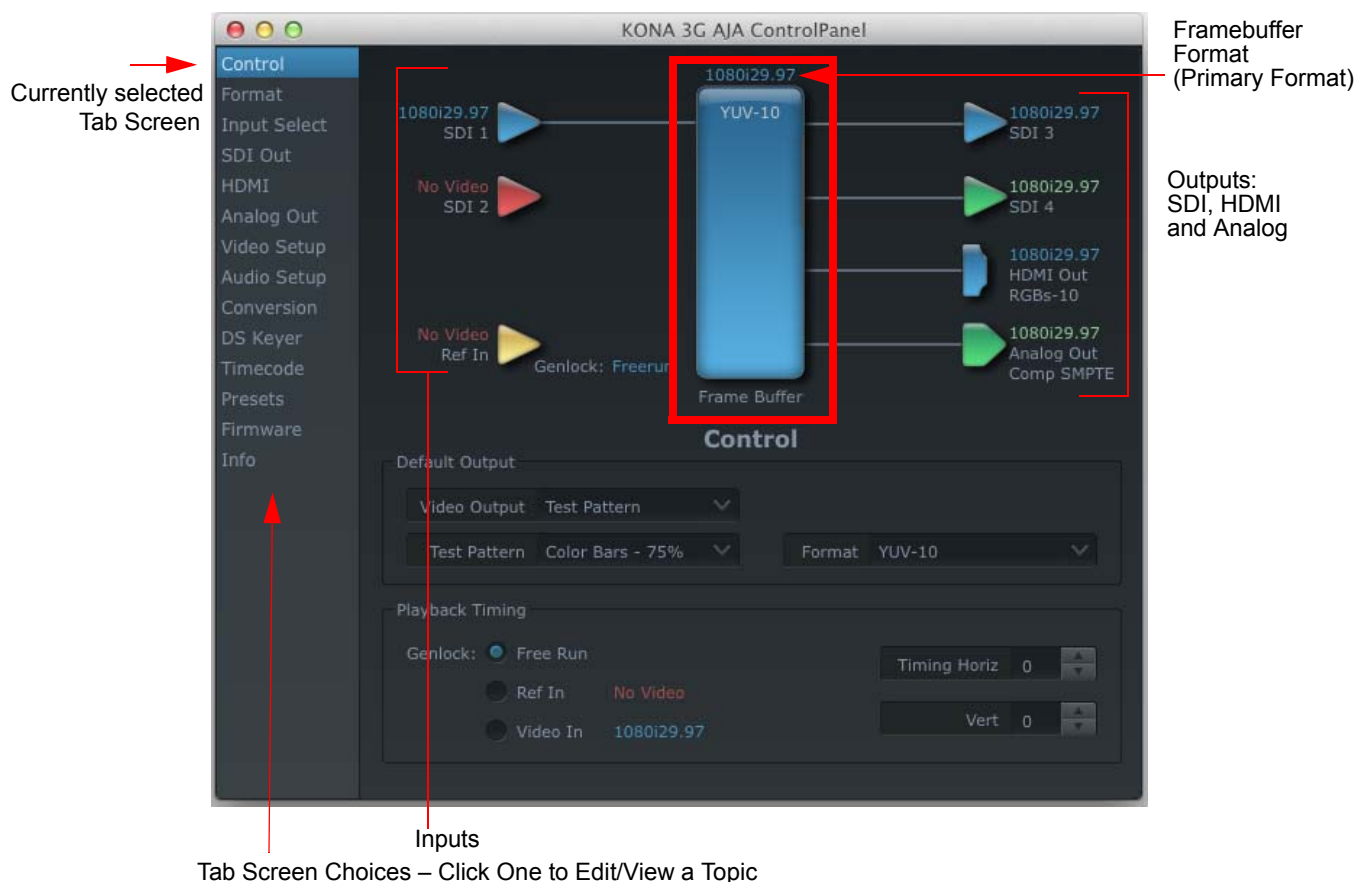 KONA 3G AJA ControlPanel
Framebuffer
Format
(Primary Format)
Currently selected
Tab Screen
Control
Format
Input Select
SDI Out
HDMI
Analog Out
Video Setup
Audio Setup
Conversion
DS Keyer
Timecode
Presets
Firmware
Info
1080i29.97
SDI 1
No Video
SDI 2
No Video
Ref In
Genlock: Freerun
1080i29.97
YUV-10
Frame Buffer
1080i29.97
SDI 3
1080i29.97
SDI 4
1080i29.97
HDMI Out
RGBs-10
1080i29.97
Analog Out
Comp SMPTE
Outputs:
SDI, HDMI
and Analog
Control
Default Output
Video Output Test Pattern
Test Pattern Color Bars - 75% Format YUV-10
Playback Timing
Genlock: Free Run
Ref In No Video
Video In 1080i29.97
Timing Horiz 0
Vert 0
Inputs
Tab Screen Choices – Click One to Edit/View a Topic